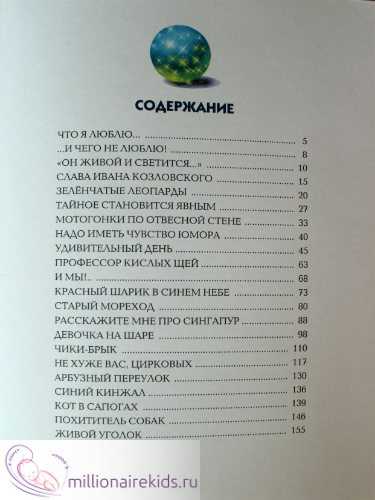 СОДЕРЖАНИЕ
ЧТО Я ЛЮБЛЮ... 5
...И ЧЕГО НЕ ЛЮБЛЮ! 8
«ОН ЖИВОЙ И СВЕТИТСЯ...» 10
СЛАВА ИВАНА КОЗЛОВСКОГО 15
ЗЕЛЁНЧАТЫЕ ЛЕОПАРДЫ 20
ТАЙНОЕ СТАНОВИТСЯ ЯВНЫМ 27
МОТОГОНКИ ПО ОТВЕСНОЙ СТЕНЕ 33
НАДО ИМЕТЬ ЧУВСТВО ЮМОРА 40
УДИВИТЕЛЬНЫЙ ДЕНЬ 45
ПРОФЕССОР КИСЛЫХ ЩЕЙ 63
И МЫ!.. 68
КРАСНЫЙ ШАРИК В СИНЕМ НЕБЕ 73
СТАРЫЙ МОРЕХОД 80
РАССКАЖИТЕ МНЕ ПРО СИНГАПУР 88
ДЕВОЧКА НА ШАРЕ 98
ЧИКИ-БРЫК 110
НЕ ХУЖЕ ВАС, ЦИРКОВЫХ 117
АРБУЗНЫЙ ПЕРЕУЛОК 130
СИНИЙ КИНЖАЛ 136
КОТ В САПОГАХ 139
ПОХИТИТЕЛЬ СОБАК 146
ЖИВОЙ УГОЛОК 155
millionairekids.ru